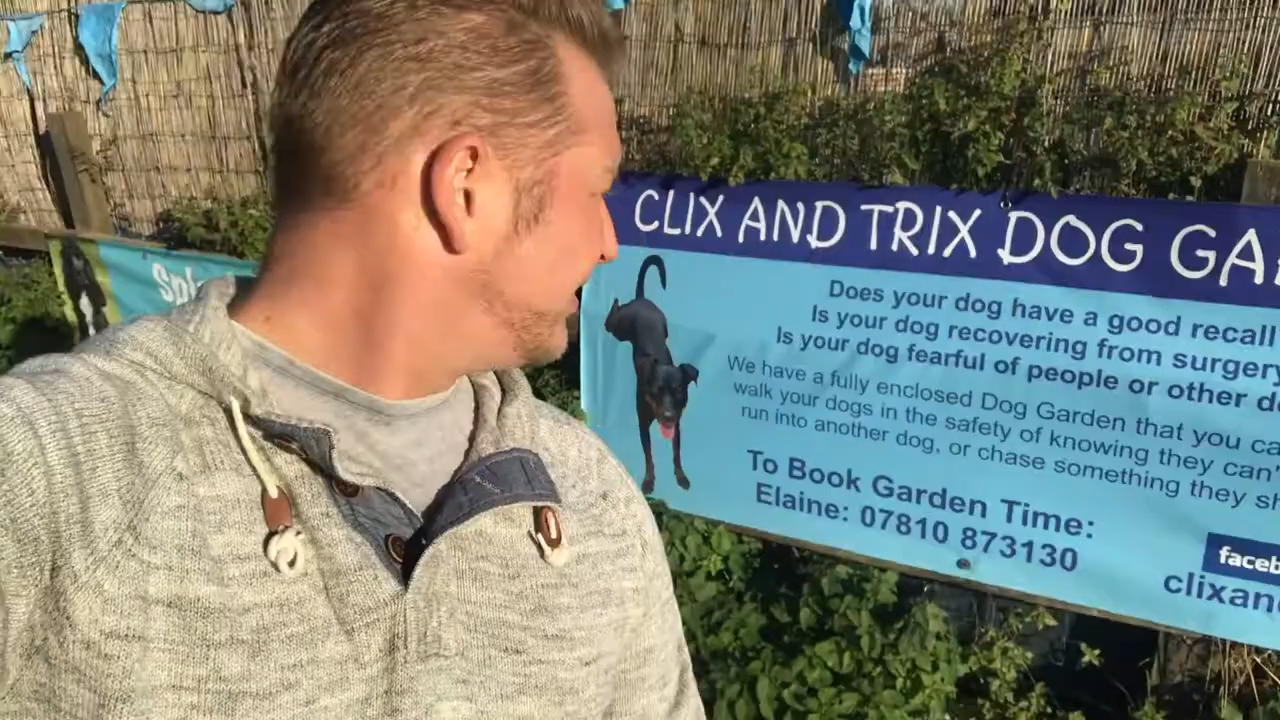 CLIX AND TRIX DOG GA
Does your dog have a good recall
Is your dog recovering from surgery
Is your dog fearful of people or other d
We have a fully enclosed Dog Garden that you ca
walk your dogs in the safety of knowing they can'
run into another dog, or chase something they sh
To Book Garden Time:
Elaine: 07810 873130
faceb
clixan